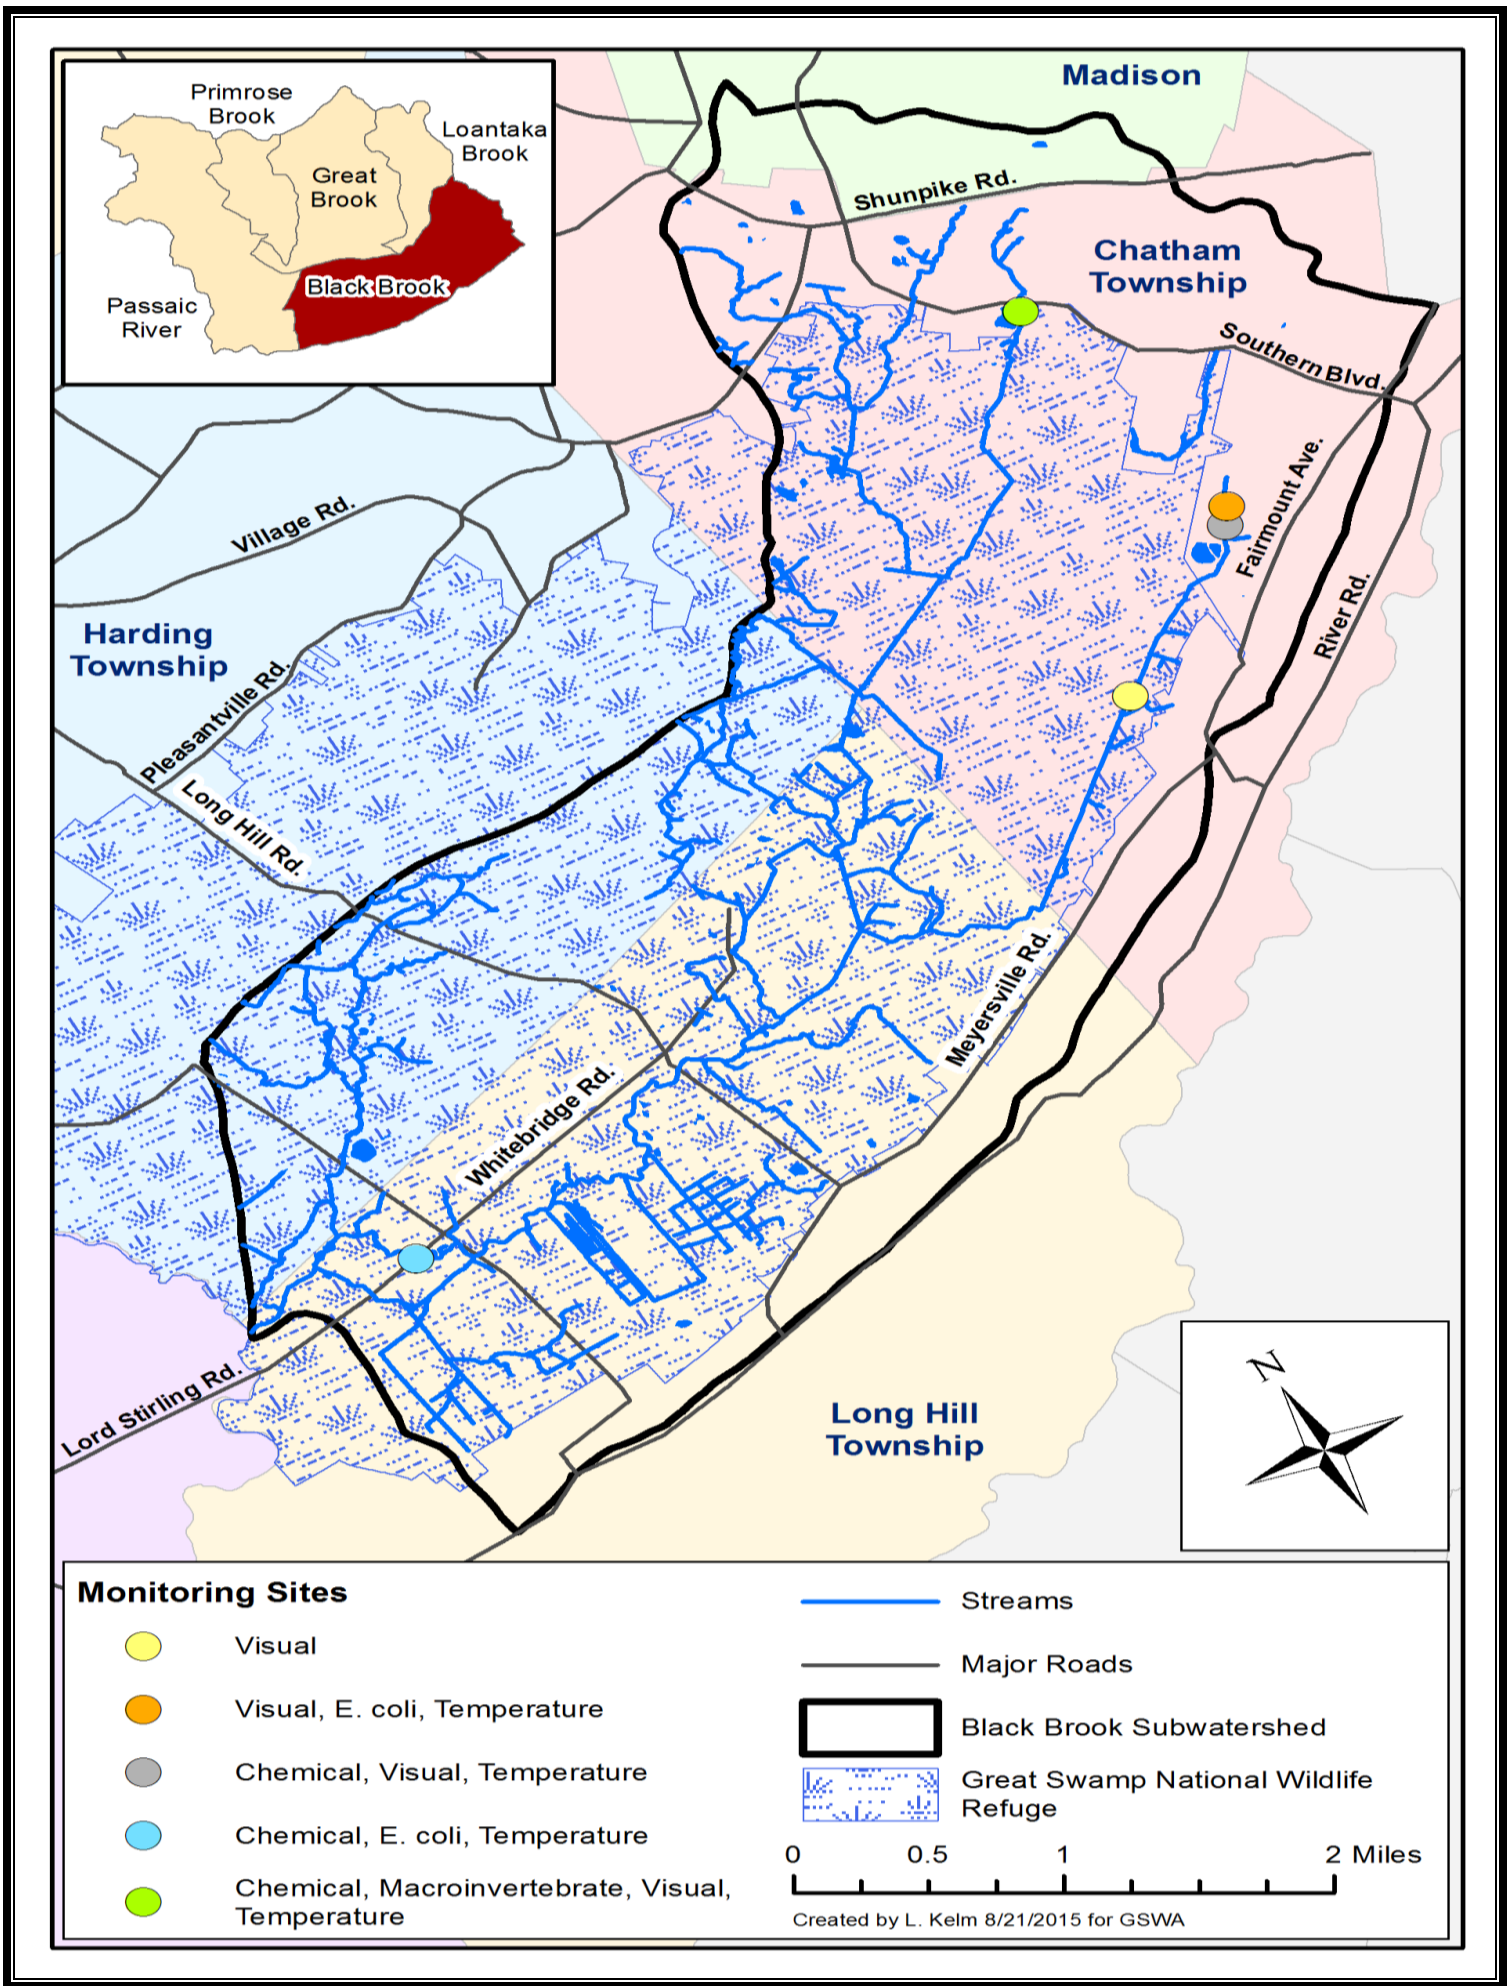 Madison
Primrose
Brook
Loantaka
Brook
Great
Brook
Black Brook
Passaic
River
Shunpike Rd.
Chatham
Township
Southern Blvd.
Fairmount Ave.
River Rd.
Village Rd.
Harding
Township
Pleasantville Rd.
Long Hill Rd.
Meyersville Rd.
Whitebridge Rd.
Lord Stirling Rd.
Long Hill
Township
N
Monitoring Sites
Visual
Visual, E. coli, Temperature
Chemical, Visual, Temperature
Chemical, E. coli, Temperature
Chemical, Macroinvertebrate, Visual,
Temperature
Streams
Major Roads
Black Brook Subwatershed
Great Swamp National Wildlife
Refuge
0 0.5 1 2 Miles
Created by L. Kelm 8/21/2015 for GSWA